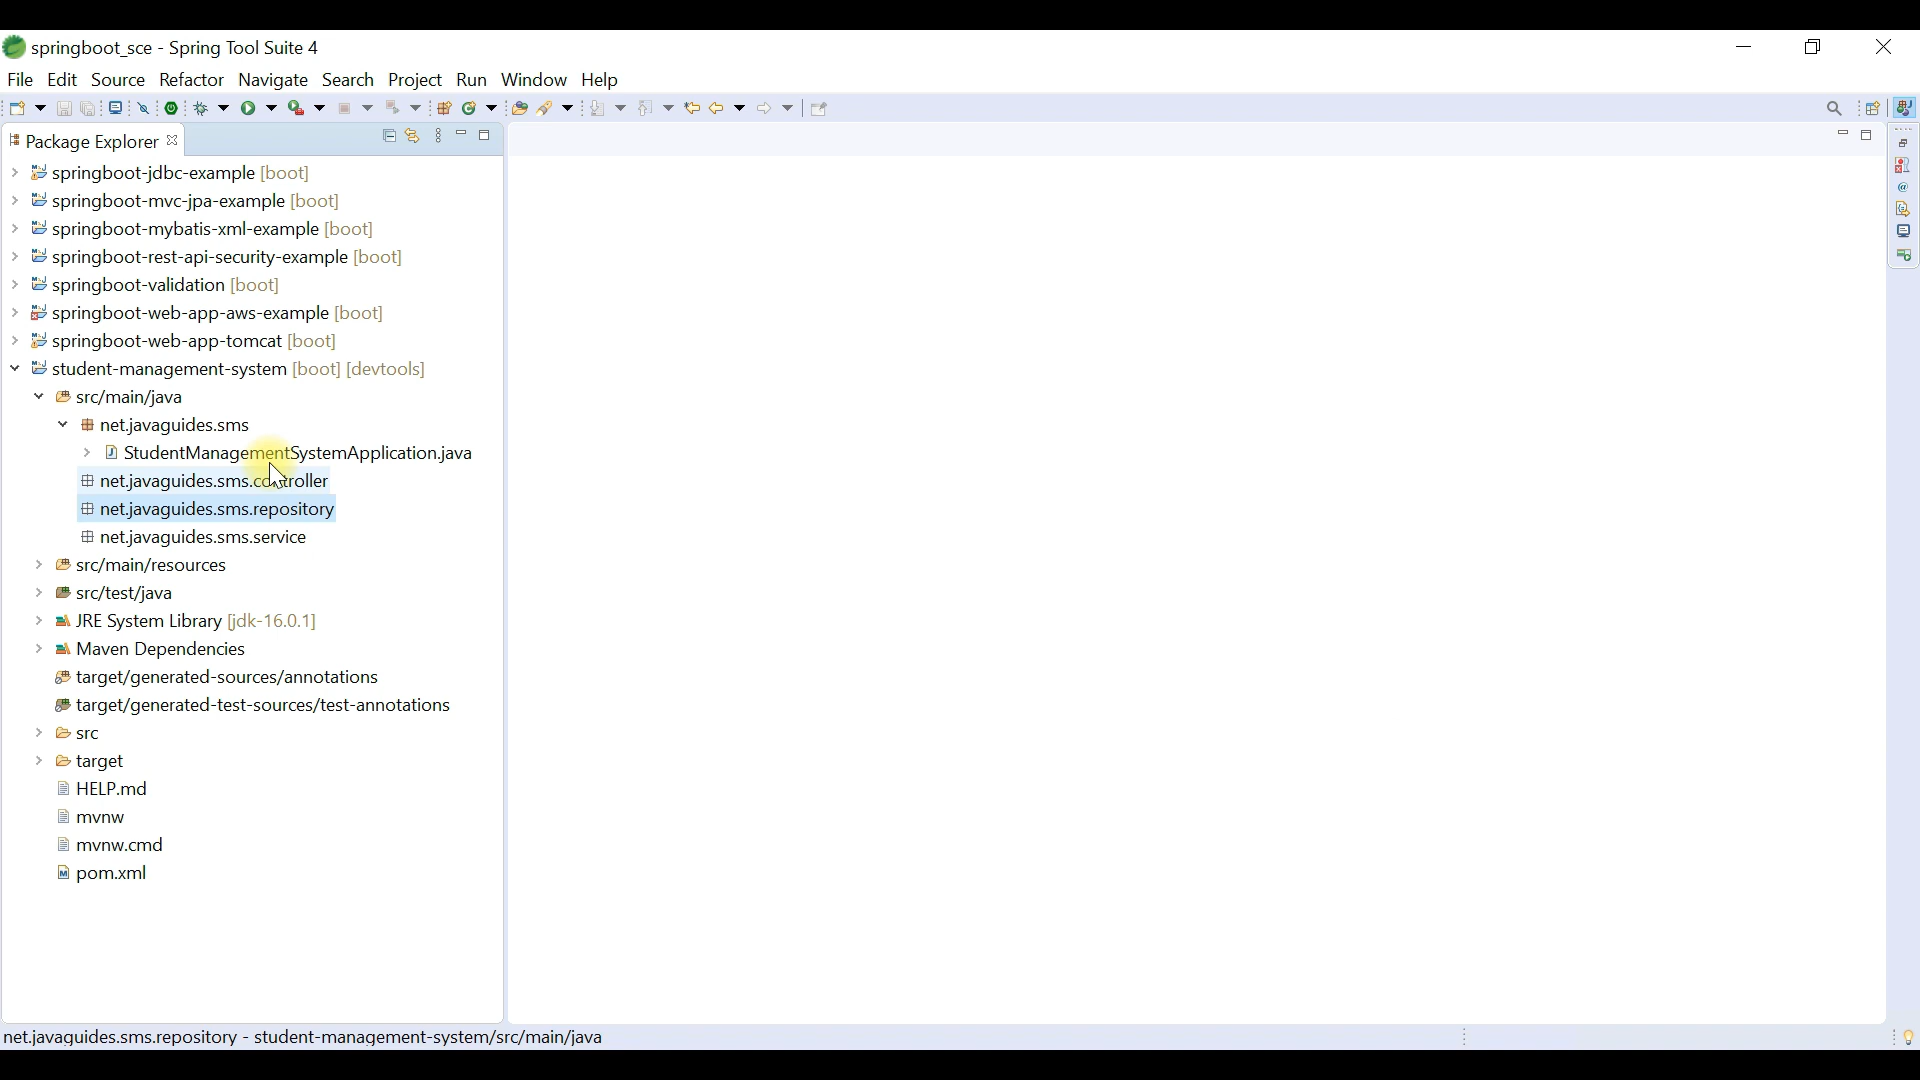 springboot_sce - Spring Tool Suite 4
File Edit Source Refactor Navigate Search Project Run Window Help
Package Explorer
springboot-jdbc-example [boot]
springboot-mvc-jpa-example [boot]
springboot-mybatis-xml-example [boot]
springboot-rest-api-security-example [boot]
springboot-validation [boot]
springboot-web-app-aws-example [boot]
springboot-web-app-tomcat [boot]
student-management-system [boot] [devtools]
src/main/java
net.javaguides.sms
StudentManagementSystemApplication.java
net.javaguides.sms.controller
net.javaguides.sms.repository
net.javaguides.sms.service
src/main/resources
src/test/java
JRE System Library [jdk-16.0.1]
Maven Dependencies
target/generated-sources/annotations
target/generated-test-sources/test-annotations
src
target
HELP.md
mvnw
mvnw.cmd
pom.xml
net.javaguides.sms.repository - student-management-system/src/main/java